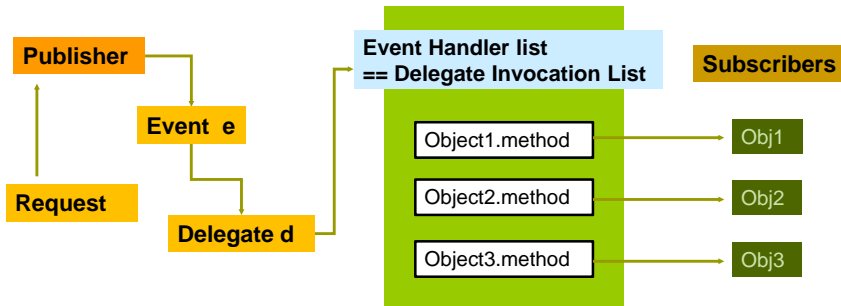 Publisher
Event e
Request
Delegate d
Event Handler list
== Delegate Invocation List
Object1.method
Object2.method
Object3.method
Subscribers
Obj1
Obj2
Obj3